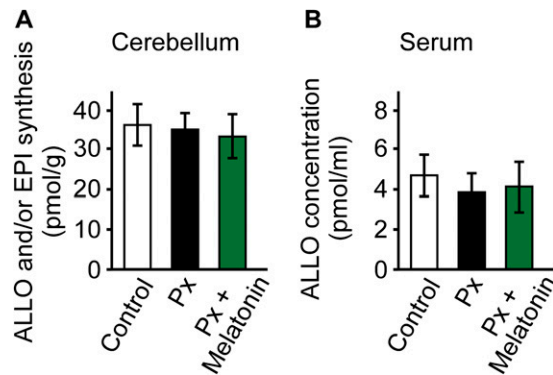 A
Cerebellum
ALLO and/or EPI synthesis
(pmol/g)
40
30
20
10
0
Control
Px
Px +
Melatonin
B
Serum
ALLO concentration
(pmol/ml)
8
6
4
2
0
Control
Px
Px +
Melatonin